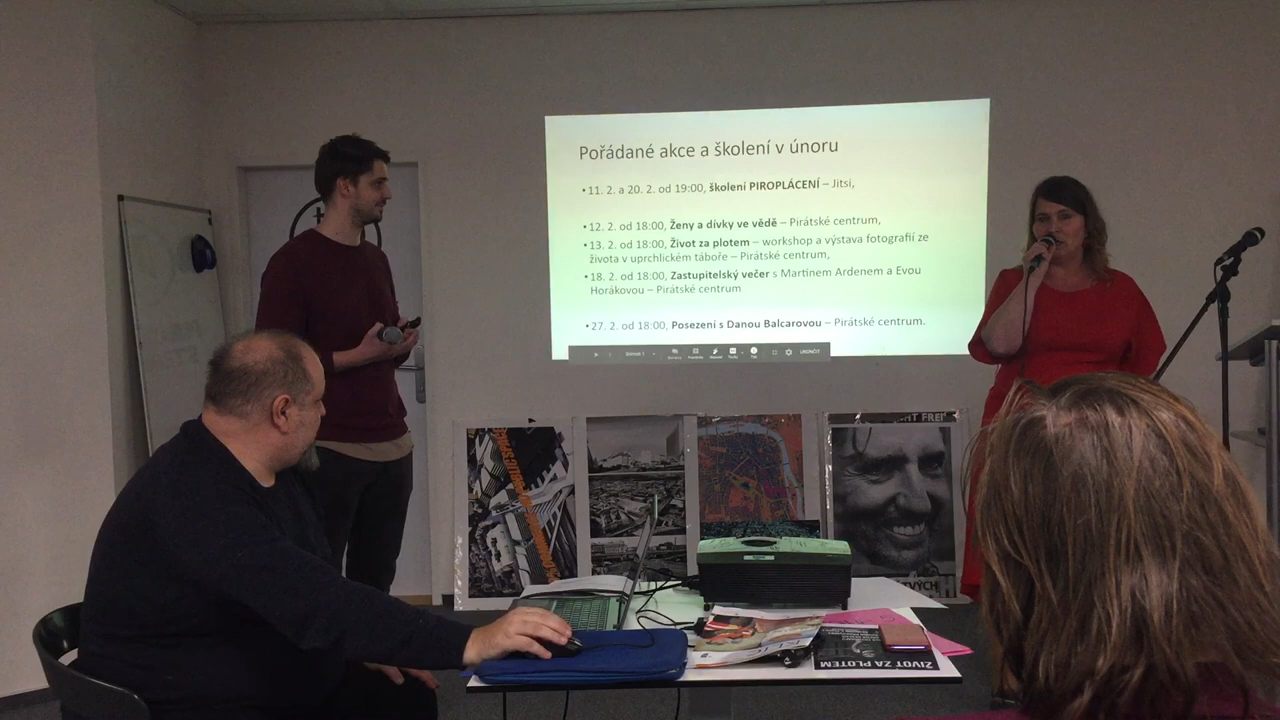 Pořádané akce a školení v únoru
• 11. 2. a 20. 2. od 19:00, školení PIROPLÁCENÍ – Jitsi,
• 12. 2. od 18:00, Ženy a dívky ve vědě – Pirátské centrum,
• 13. 2. od 18:00, Život za plotem – workshop a výstava fotografií ze
života v uprchlickém táboře – Pirátské centrum,
• 18. 2. od 18:00, Zastupitelský večer s Martinem Ardenem a Evou
Horákovou – Pirátské centrum
• 27. 2. od 18:00, Posezení s Danou Balcarovou – Pirátské centrum.
UKONČIT
ŽIVOT ZA PLOTEM